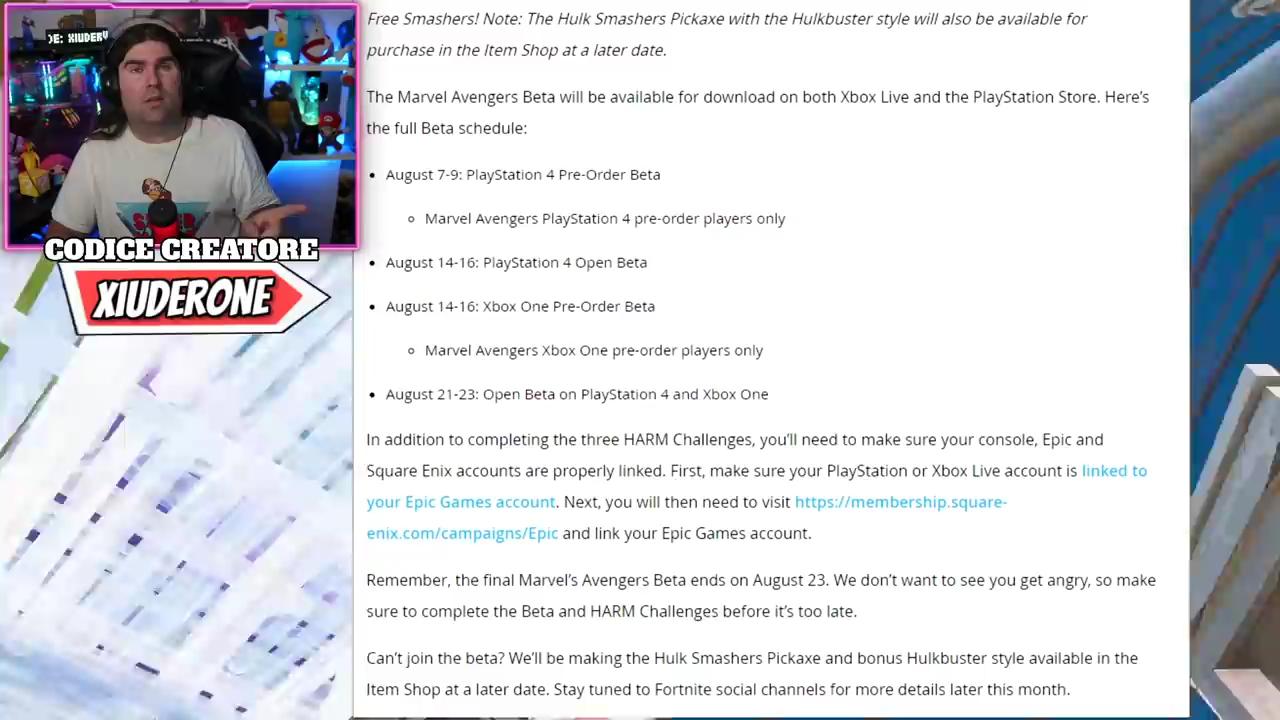 DE: XIUDER
CODICE CREATORE
XIUDERONE
Free Smashers! Note: The Hulk Smashers Pickaxe with the Hulkbuster style will also be available for
purchase in the Item Shop at a later date.
The Marvel Avengers Beta will be available for download on both Xbox Live and the PlayStation Store. Here’s
the full Beta schedule:
August 7-9: PlayStation 4 Pre-Order Beta
Marvel Avengers PlayStation 4 pre-order players only
August 14-16: PlayStation 4 Open Beta
August 14-16: Xbox One Pre-Order Beta
Marvel Avengers Xbox One pre-order players only
August 21-23: Open Beta on PlayStation 4 and Xbox One
In addition to completing the three HARM Challenges, you’ll need to make sure your console, Epic and
Square Enix accounts are properly linked. First, make sure your PlayStation or Xbox Live account is linked to
your Epic Games account. Next, you will then need to visit https://membership.square-
enix.com/campaigns/Epic and link your Epic Games account.
Remember, the final Marvel’s Avengers Beta ends on August 23. We don’t want to see you get angry, so make
sure to complete the Beta and HARM Challenges before it’s too late.
Can’t join the beta? We’ll be making the Hulk Smashers Pickaxe and bonus Hulkbuster style available in the
Item Shop at a later date. Stay tuned to Fortnite social channels for more details later this month.